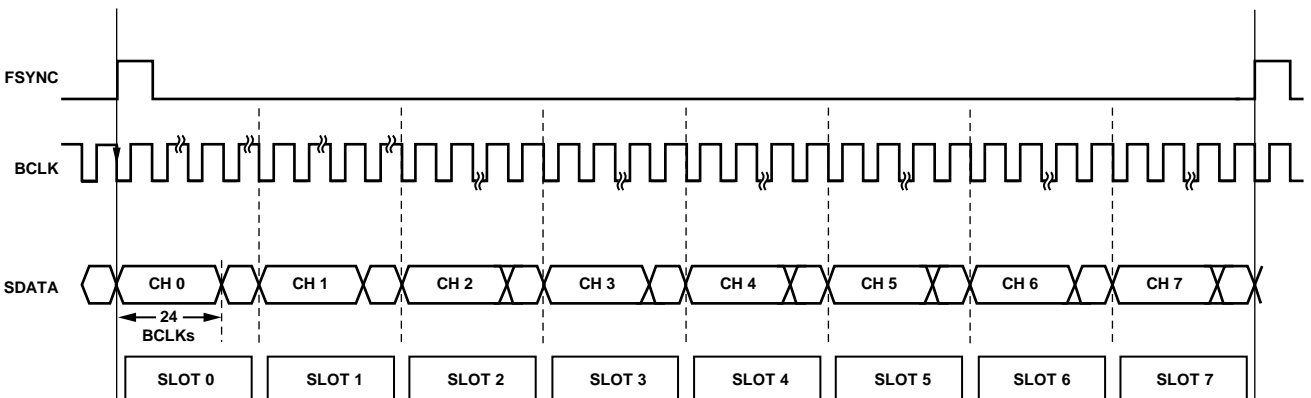 FSYNC
BCLK
SDATA
CH 0
CH 1
CH 2
CH 3
CH 4
CH 5
CH 6
CH 7
24
BCLKs
SLOT 0
SLOT 1
SLOT 2
SLOT 3
SLOT 4
SLOT 5
SLOT 6
SLOT 7